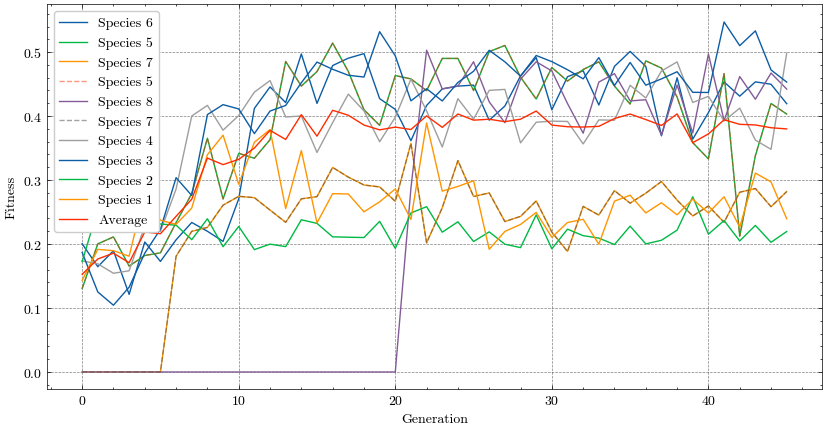 Species 6
Species 5
Species 7
Species 5
Species 8
Species 7
Species 4
Species 3
Species 2
Species 1
Average
Fitness
0.5
0.4
0.3
0.2
0.1
0.0
0
10
20
30
40
Generation